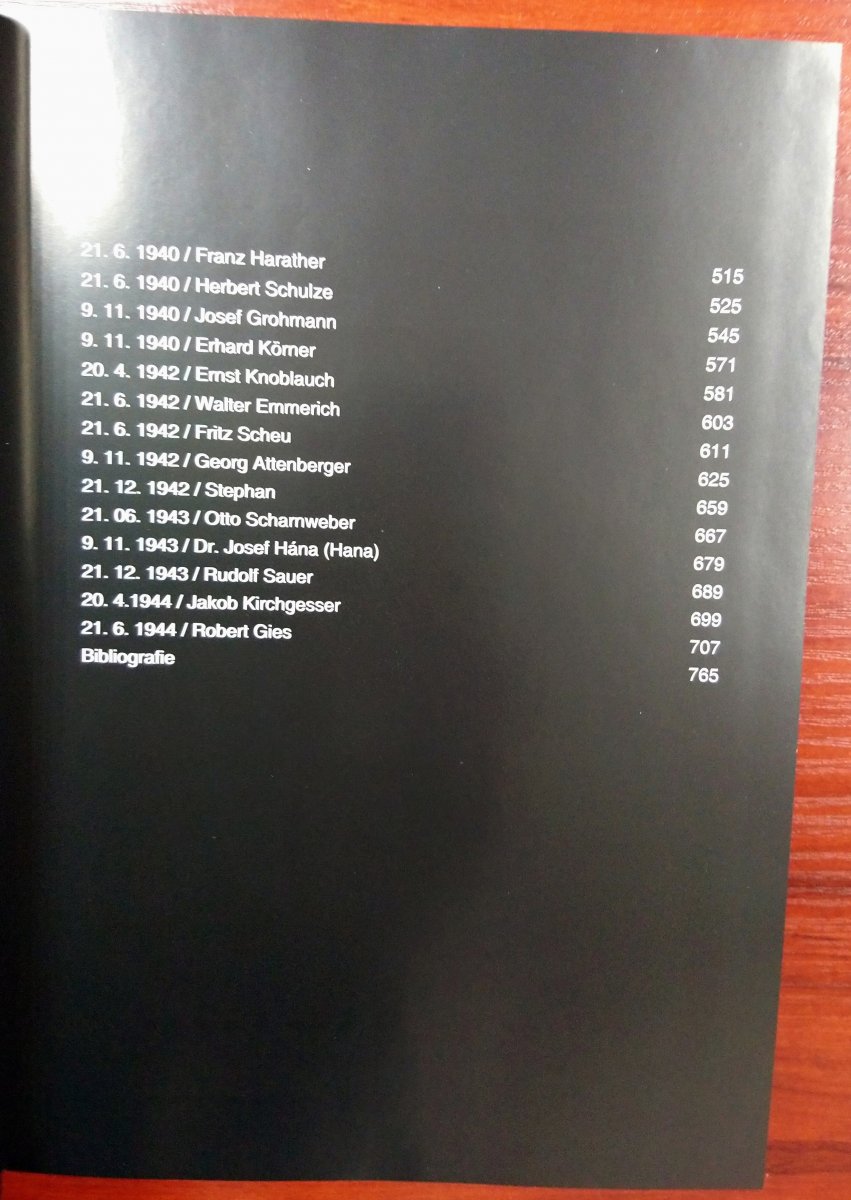 21. 6. 1940 / Franz Harather 515
21. 6. 1940 / Herbert Schulze 525
9. 11. 1940 / Josef Grohmann 545
9. 11. 1940 / Erhard Körner 571
20. 4. 1942 / Ernst Knoblauch 581
21. 6. 1942 / Walter Emmerich 603
21. 6. 1942 / Fritz Scheu 611
9. 11. 1942 / Georg Attenberger 625
21. 12. 1942 / Stephan 659
21. 06. 1943 / Otto Scharnweber 667
9. 11. 1943 / Dr. Josef Hána (Hana) 679
21. 12. 1943 / Rudolf Sauer 689
20. 4.1944 / Jakob Kirchgesser 699
21. 6. 1944 / Robert Gies 707
Bibliografie 765